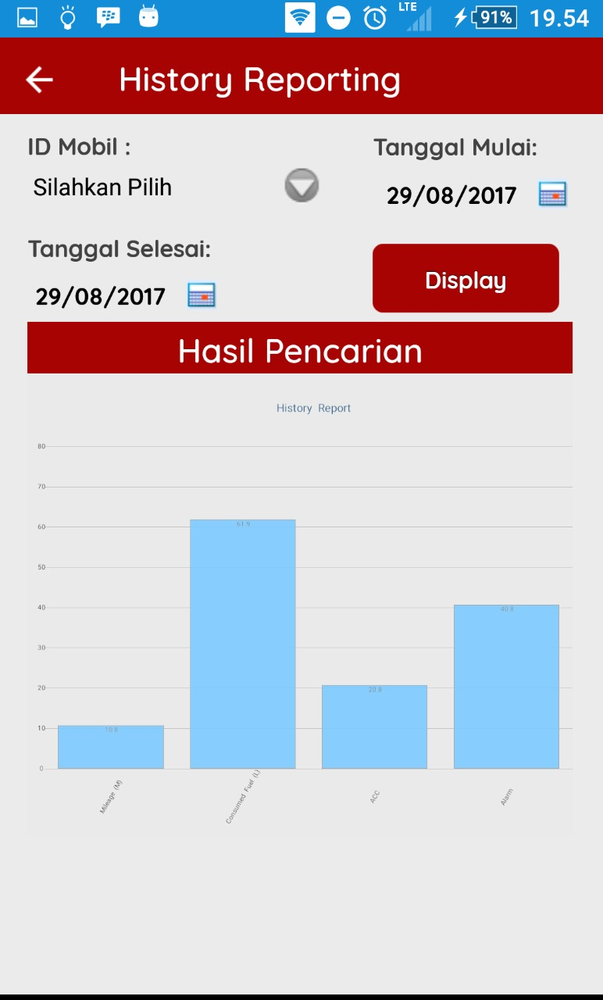 LTE 91% 19.54
History Reporting
ID Mobil :
Silahkan Pilih
Tanggal Mulai:
29/08/2017
Tanggal Selesai:
29/08/2017
Display
Hasil Pencarian
History Report
80
70
60
50
40
30
20
10
0
61.9
40.8
20.8
10.8
Mileage (M)
Consumed Fuel (L)
ACC
Alarm